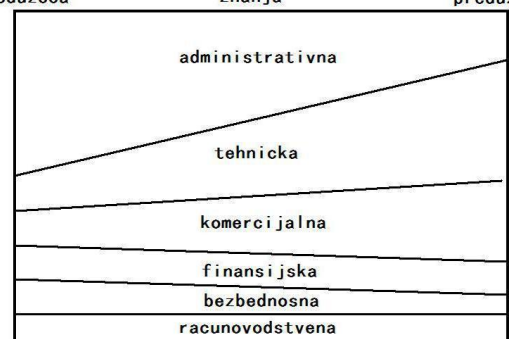 administrativna
tehnicka
komercijalna
finansijska
bezbednosna
racunovodstvena